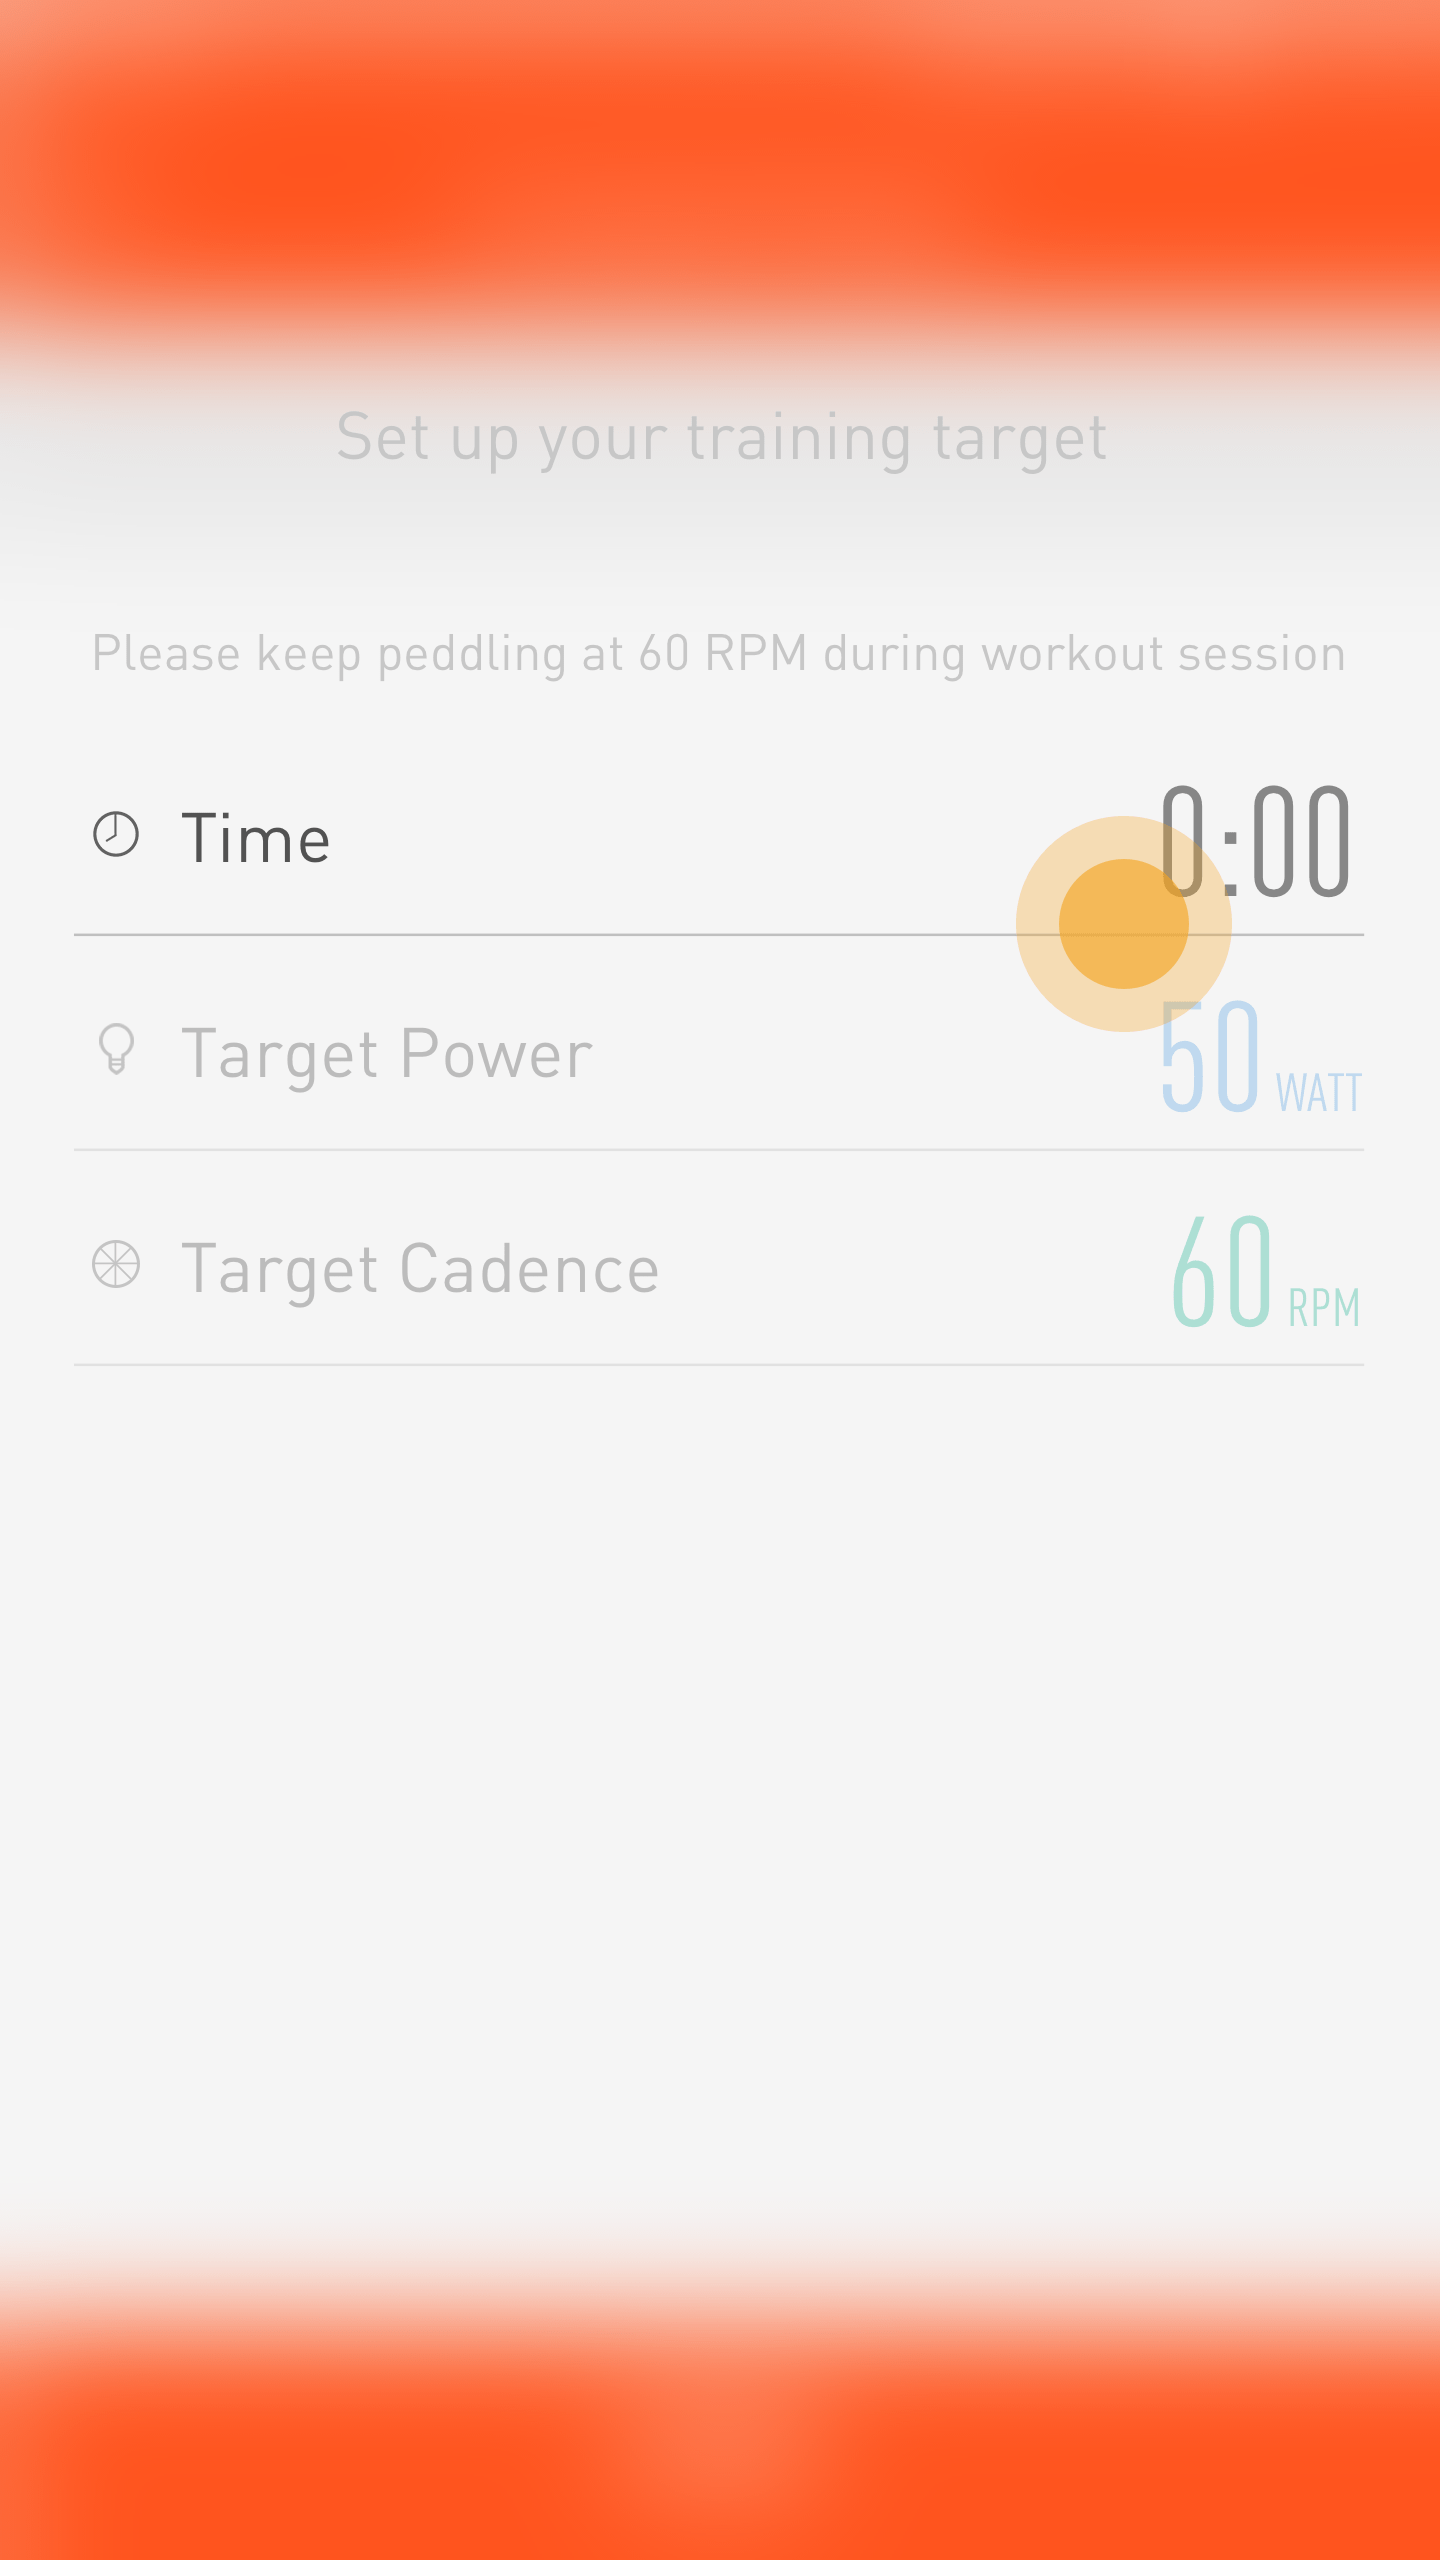 Set up your training target
Please keep peddling at 60 RPM during workout session
Time 0:00
Target Power 50 WATT
Target Cadence 60 RPM